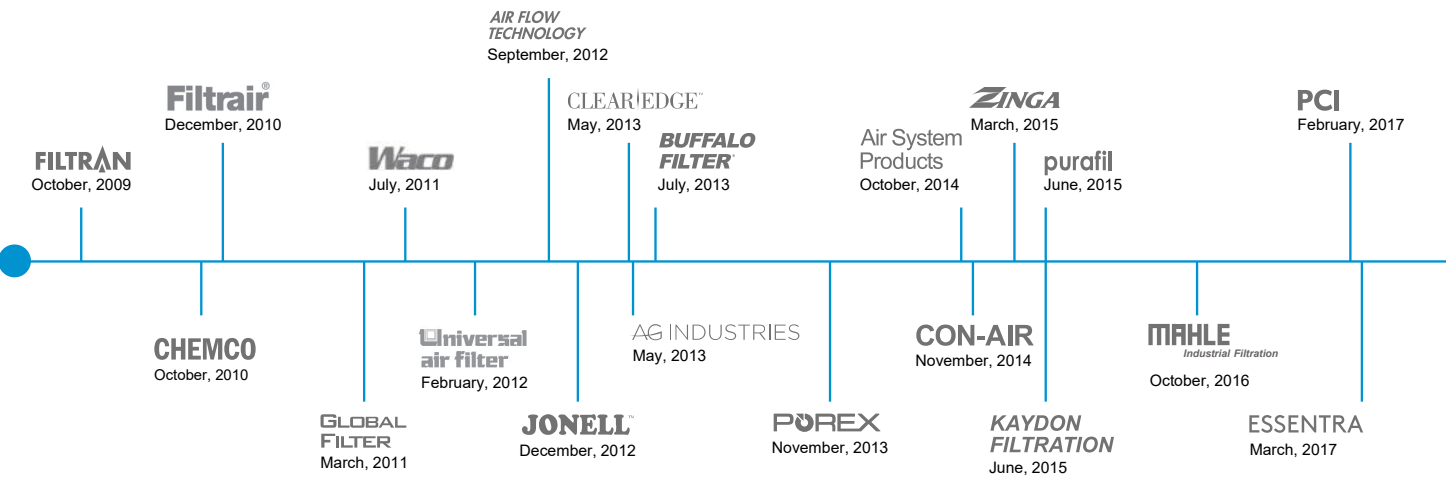 AIR FLOW
TECHNOLOGY
September, 2012
Filtrair®
December, 2010
CLEAR EDGE™
May, 2013
ZINGA
March, 2015
PCI
February, 2017
FILTRAN
October, 2009
Waco
July, 2011
BUFFALO
FILTER
July, 2013
Air System
Products
October, 2014
purafil
June, 2015
CHEMCO
October, 2010
Universal
air filter
February, 2012
AG INDUSTRIES
May, 2013
CON-AIR
November, 2014
MAHLE
Industrial Filtration
October, 2016
GLOBAL
FILTER
March, 2011
JONELL™
December, 2012
POREX
November, 2013
KAYDON
FILTRATION
June, 2015
ESSENTRA
March, 2017